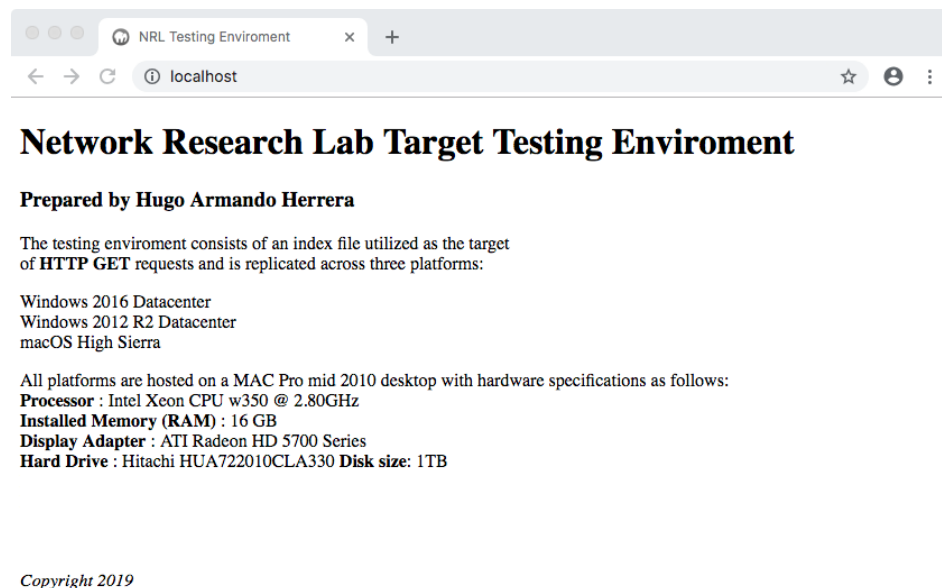 NRL Testing Enviroment
localhost
Network Research Lab Target Testing Enviroment
Prepared by Hugo Armando Herrera
The testing enviroment consists of an index file utilized as the target
of HTTP GET requests and is replicated across three platforms:
Windows 2016 Datacenter
Windows 2012 R2 Datacenter
macOS High Sierra
All platforms are hosted on a MAC Pro mid 2010 desktop with hardware specifications as follows:
Processor : Intel Xeon CPU w350 @ 2.80GHz
Installed Memory (RAM) : 16 GB
Display Adapter : ATI Radeon HD 5700 Series
Hard Drive : Hitachi HUA722010CLA330 Disk size: 1TB
Copyright 2019